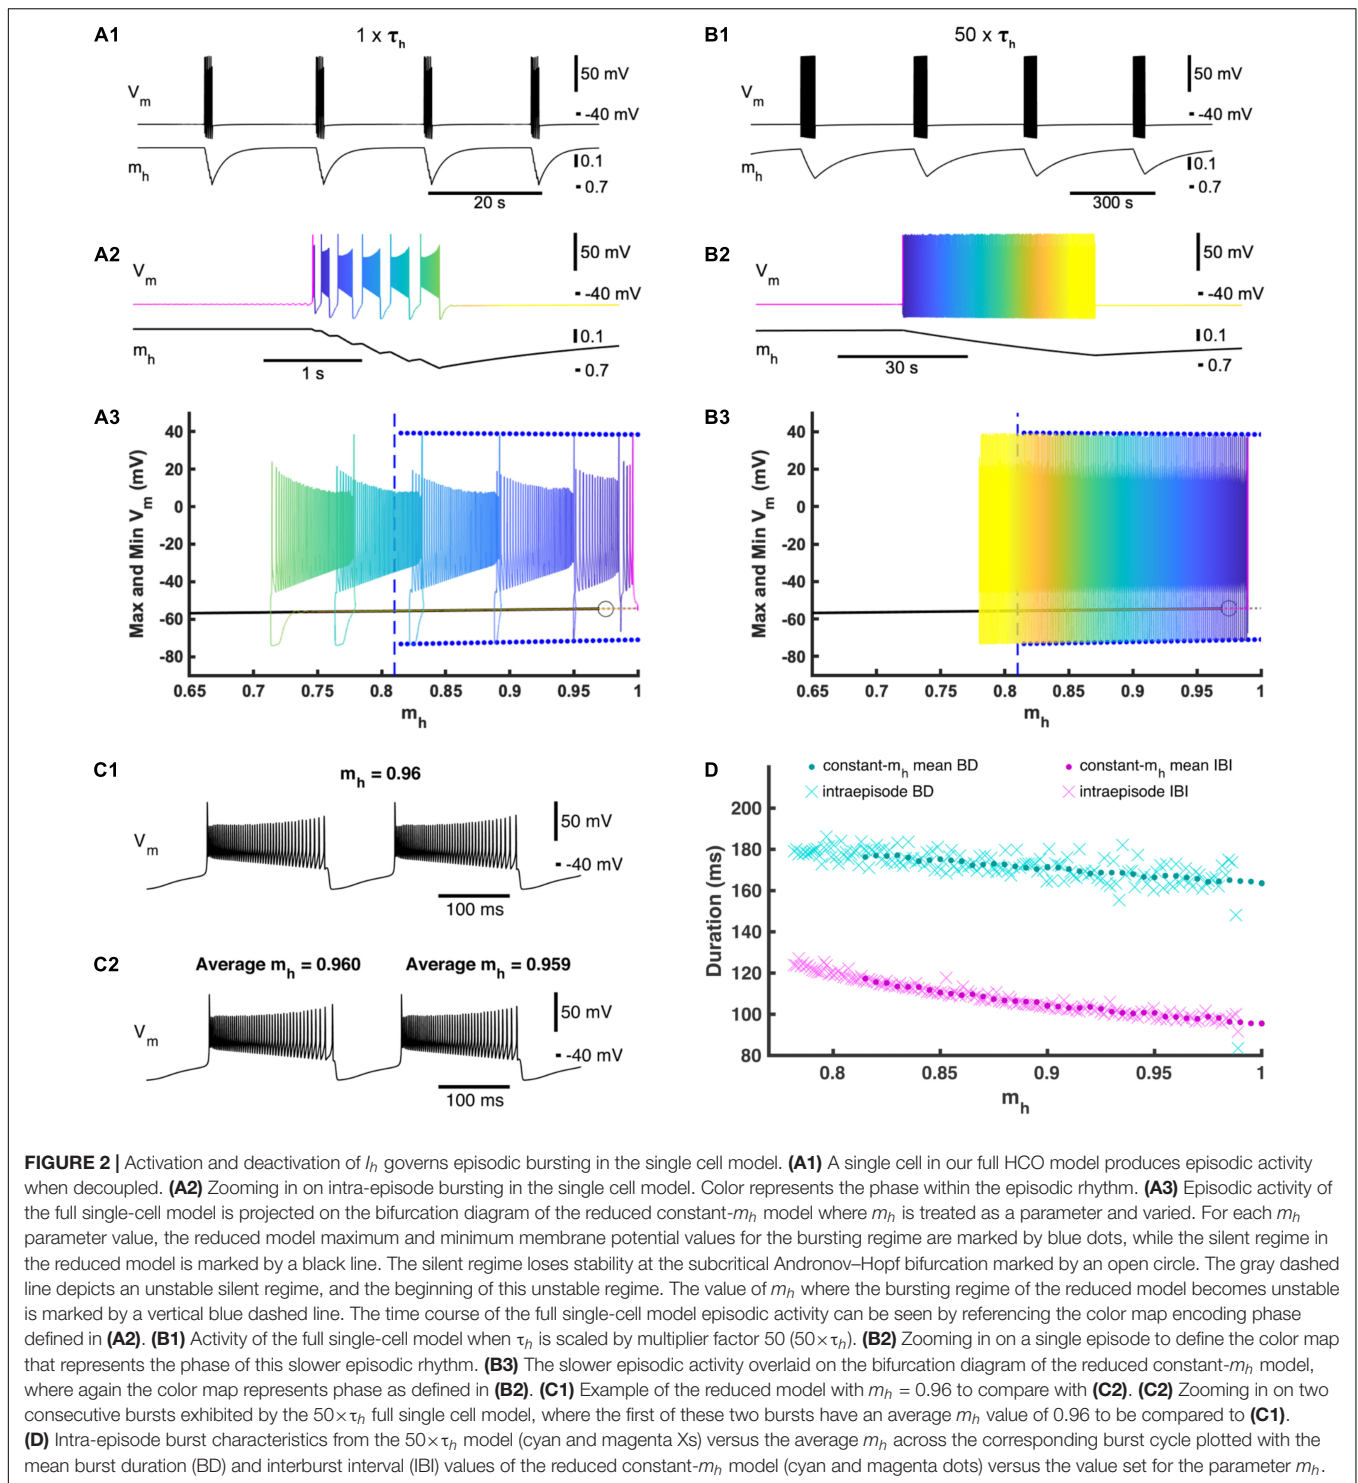 A1
1 x τh
Vm
50 mV
-40 mV
mh
0.1
0.7
20 s
B1
50 x τh
Vm
50 mV
-40 mV
mh
0.1
0.7
300 s
A2
Vm
50 mV
-40 mV
mh
0.1
0.7
1 s
B2
Vm
50 mV
-40 mV
mh
0.1
0.7
30 s
A3
Max and Min Vm (mV)
40
20
0
-20
-40
-60
-80
0.65 0.7 0.75 0.8 0.85 0.9 0.95 1
mh
B3
Max and Min Vm (mV)
40
20
0
-20
-40
-60
-80
0.65 0.7 0.75 0.8 0.85 0.9 0.95 1
mh
C1
mh = 0.96
Vm
50 mV
-40 mV
100 ms
C2
Average mh = 0.960 Average mh = 0.959
Vm
50 mV
-40 mV
100 ms
D
constant-mh mean BD
constant-mh mean IBI
intraepisode BD
intraepisode IBI
Duration (ms)
200
180
160
140
120
100
80
0.8 0.85 0.9 0.95 1
mh
FIGURE 2 | Activation and deactivation of Ih governs episodic bursting in the single cell model. (A1) A single cell in our full HCO model produces episodic activity
when decoupled. (A2) Zooming in on intra-episode bursting in the single cell model. Color represents the phase within the episodic rhythm. (A3) Episodic activity of
the full single-cell model is projected on the bifurcation diagram of the reduced constant-mh model where mh is treated as a parameter and varied. For each mh
parameter value, the reduced model maximum and minimum membrane potential values for the bursting regime are marked by blue dots, while the silent regime in
the reduced model is marked by a black line. The silent regime loses stability at the subcritical Andronov–Hopf bifurcation marked by an open circle. The gray dashed
line depicts an unstable silent regime, and the beginning of this unstable regime. The value of mh where the bursting regime of the reduced model becomes unstable
is marked by a vertical blue dashed line. The time course of the full single-cell model episodic activity can be seen by referencing the color map encoding phase
defined in (A2). (B1) Activity of the full single-cell model when τh is scaled by multiplier factor 50 (50×τh). (B2) Zooming in on a single episode to define the color map
that represents the phase of this slower episodic rhythm. (B3) The slower episodic activity overlaid on the bifurcation diagram of the reduced constant-mh model,
where again the color map represents phase as defined in (B2). (C1) Example of the reduced model with mh = 0.96 to compare with (C2). (C2) Zooming in on two
consecutive bursts exhibited by the 50×τh full single cell model, where the first of these two bursts have an average mh value of 0.96 to be compared to (C1).
(D) Intra-episode burst characteristics from the 50×τh model (cyan and magenta Xs) versus the average mh across the corresponding burst cycle plotted with the
mean burst duration (BD) and interburst interval (IBI) values of the reduced constant-mh model (cyan and magenta dots) versus the value set for the parameter mh.